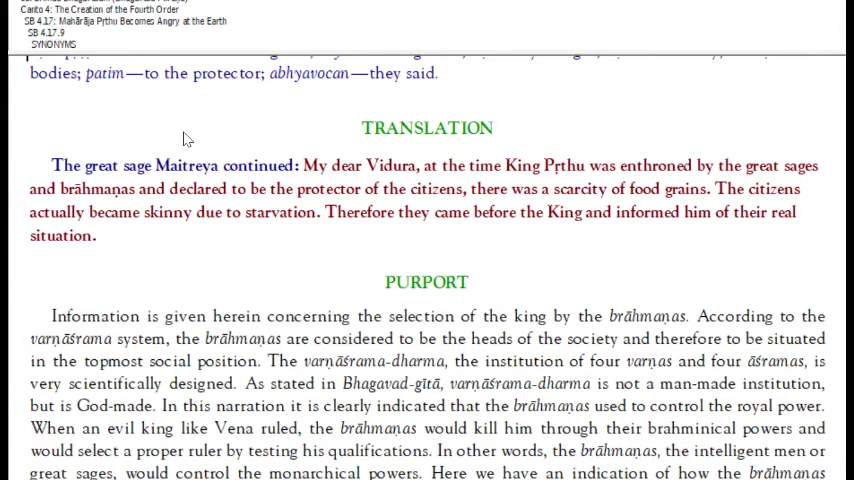 Canto 4: The Creation of the Fourth Order
SB 4.17: Mahārāja Pṛthu Becomes Angry at the Earth
SB 4.17.9
SYNONYMS
bodies; patim—to the protector; abhyavocan—they said.
TRANSLATION
The great sage Maitreya continued: My dear Vidura, at the time King Pṛthu was enthroned by the great sages
and brāhmaṇas and declared to be the protector of the citizens, there was a scarcity of food grains. The citizens
actually became skinny due to starvation. Therefore they came before the King and informed him of their real
situation.
PURPORT
Information is given herein concerning the selection of the king by the brāhmaṇas. According to the
varṇāśrama system, the brāhmaṇas are considered to be the heads of the society and therefore to be situated
in the topmost social position. The varṇāśrama-dharma, the institution of four varṇas and four āśramas, is
very scientifically designed. As stated in Bhagavad-gītā, varṇāśrama-dharma is not a man-made institution,
but is God-made. In this narration it is clearly indicated that the brāhmaṇas used to control the royal power.
When an evil king like Vena ruled, the brāhmaṇas would kill him through their brahminical powers and
would select a proper ruler by testing his qualifications. In other words, the brāhmaṇas, the intelligent men or
great sages, would control the monarchical powers. Here we have an indication of how the brāhmaṇas